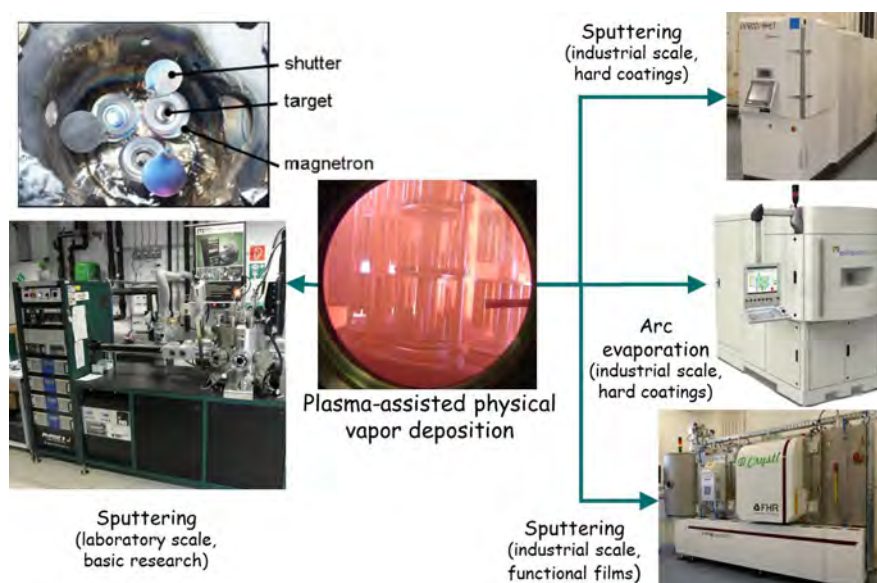 shutter
target
magnetron
Sputtering
(industrial scale,
hard coatings)
Plasma-assisted physical
vapor deposition
Arc
evaporation
(industrial scale,
hard coatings)
Sputtering
(laboratory scale,
basic research)
Crystl
FHR
Sputtering
(industrial scale,
functional films)